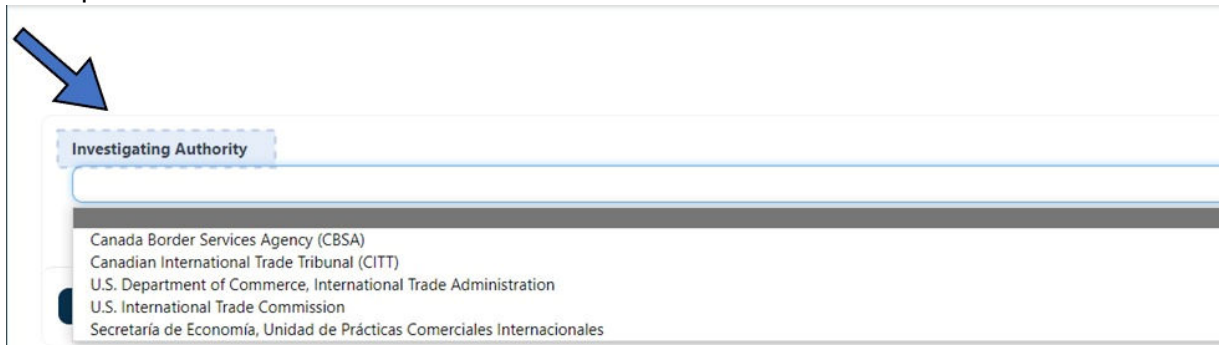 Investigating Authority
Canada Border Services Agency (CBSA)
Canadian International Trade Tribunal (CITT)
U.S. Department of Commerce, International Trade Administration
U.S. International Trade Commission
Secretaría de Economía, Unidad de Prácticas Comerciales Internacionales